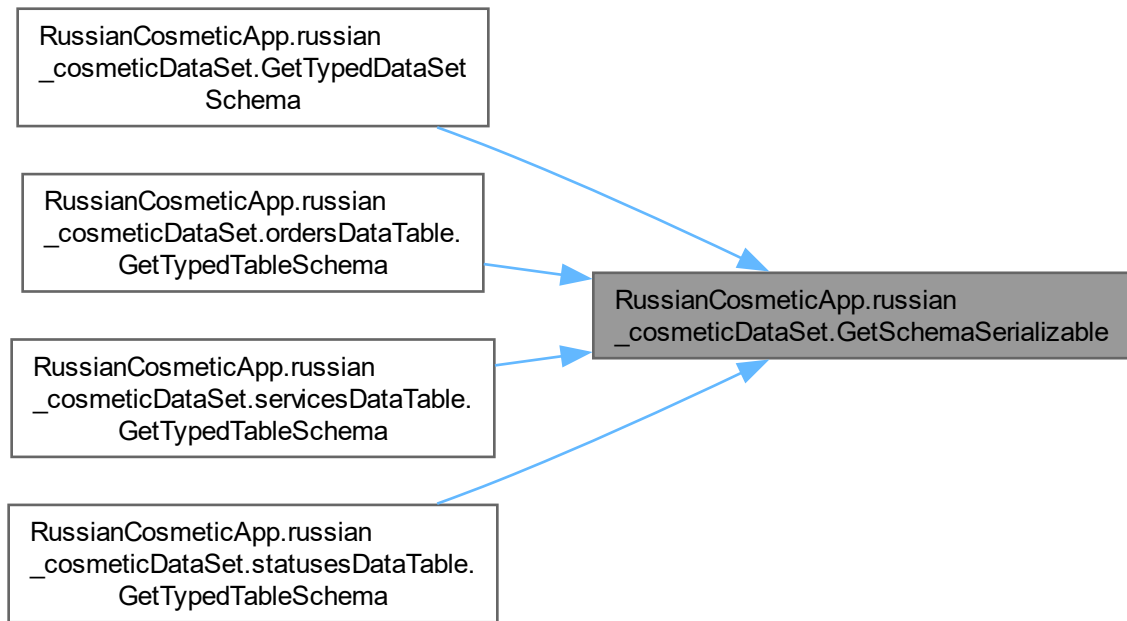 RussianCosmeticApp.russian
_cosmeticDataSet.GetTypedDataSet
Schema
RussianCosmeticApp.russian
_cosmeticDataSet.ordersDataTable.
GetTypedTableSchema
RussianCosmeticApp.russian
_cosmeticDataSet.GetSchemaSerializable
RussianCosmeticApp.russian
_cosmeticDataSet.servicesDataTable.
GetTypedTableSchema
RussianCosmeticApp.russian
_cosmeticDataSet.statusesDataTable.
GetTypedTableSchema